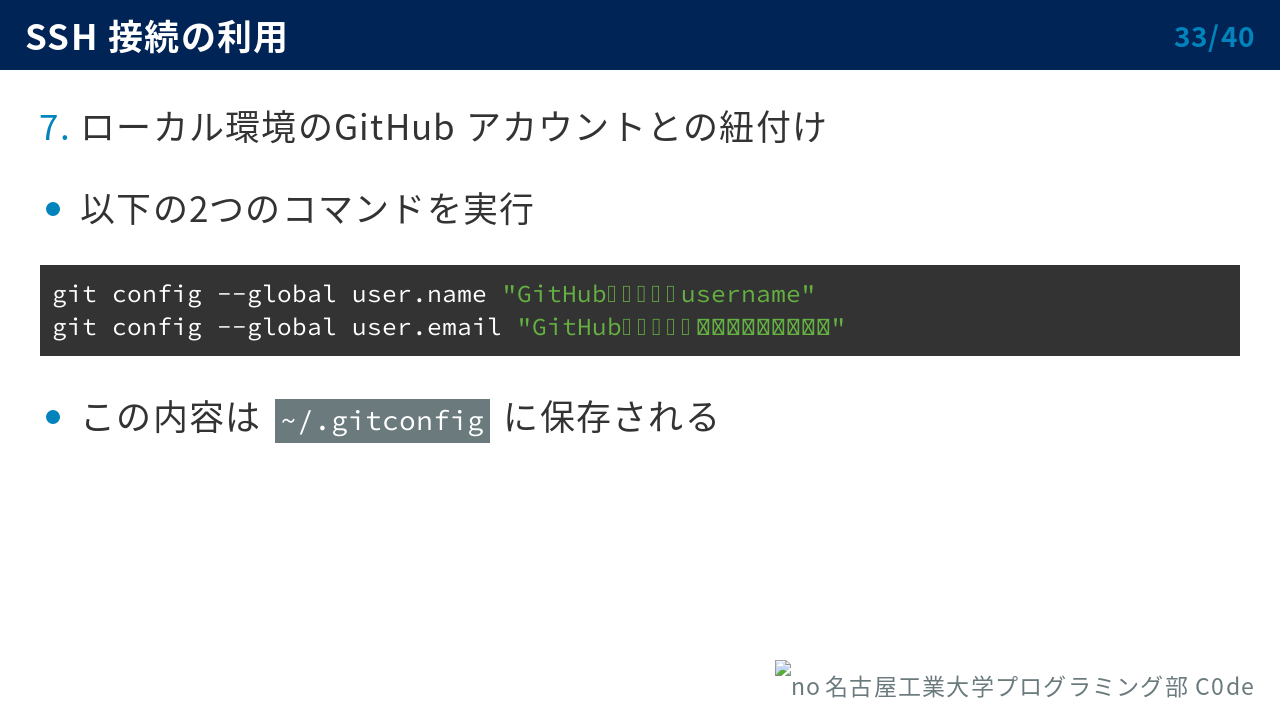 SSH 接続の利用
33/40
7. ローカル環境のGitHub アカウントとの紐付け
以下の2つのコマンドを実行
git config --global user.name "GitHub username"
git config --global user.email "GitHub "
この内容は ~/.gitconfig に保存される
no 名古屋工業大学プログラミング部 C0de